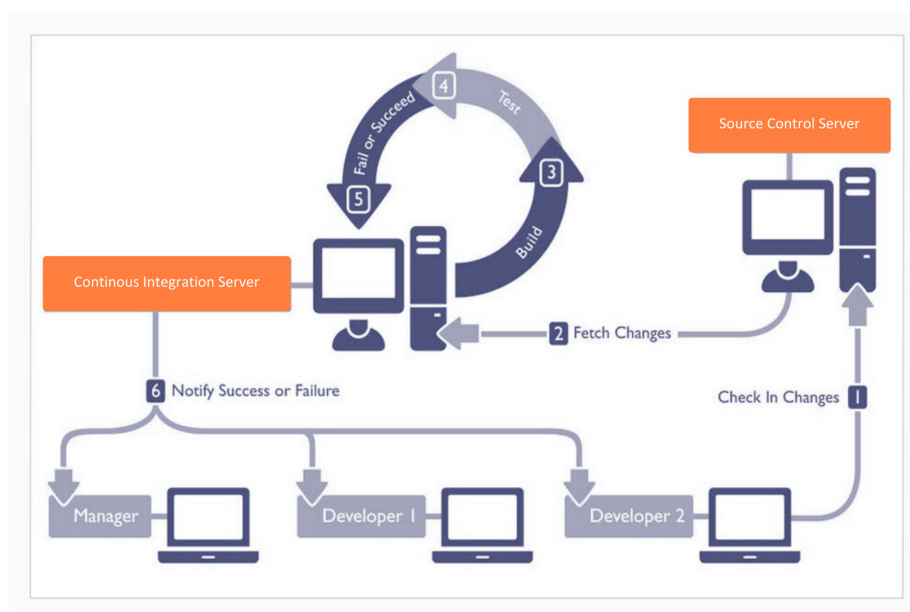 4
Test
Fail or Succeed
Source Control Server
3
5
Build
Continous Integration Server
2 Fetch Changes
6 Notify Success or Failure
Check In Changes 1
Manager
Developer 1
Developer 2